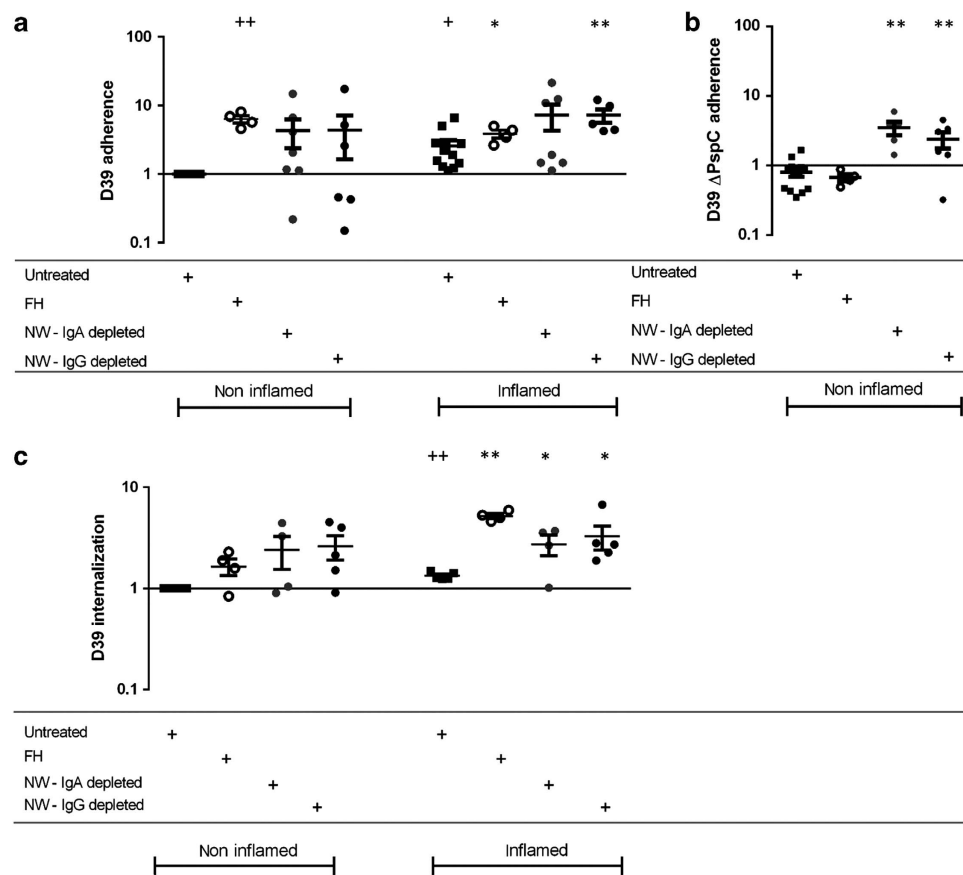 a
++ + * **
100
10
1
0.1
D39 adherence
Untreated + +
FH + +
NW - IgA depleted + +
NW - IgG depleted + +
Non inflamed Inflamed
b
** **
100
10
1
0.1
D39 ΔPspC adherence
Untreated +
FH +
NW - IgA depleted +
NW - IgG depleted +
Non inflamed
c
++ ** * *
10
1
0.1
D39 internalization
Untreated + +
FH + +
NW - IgA depleted + +
NW - IgG depleted + +
Non inflamed Inflamed